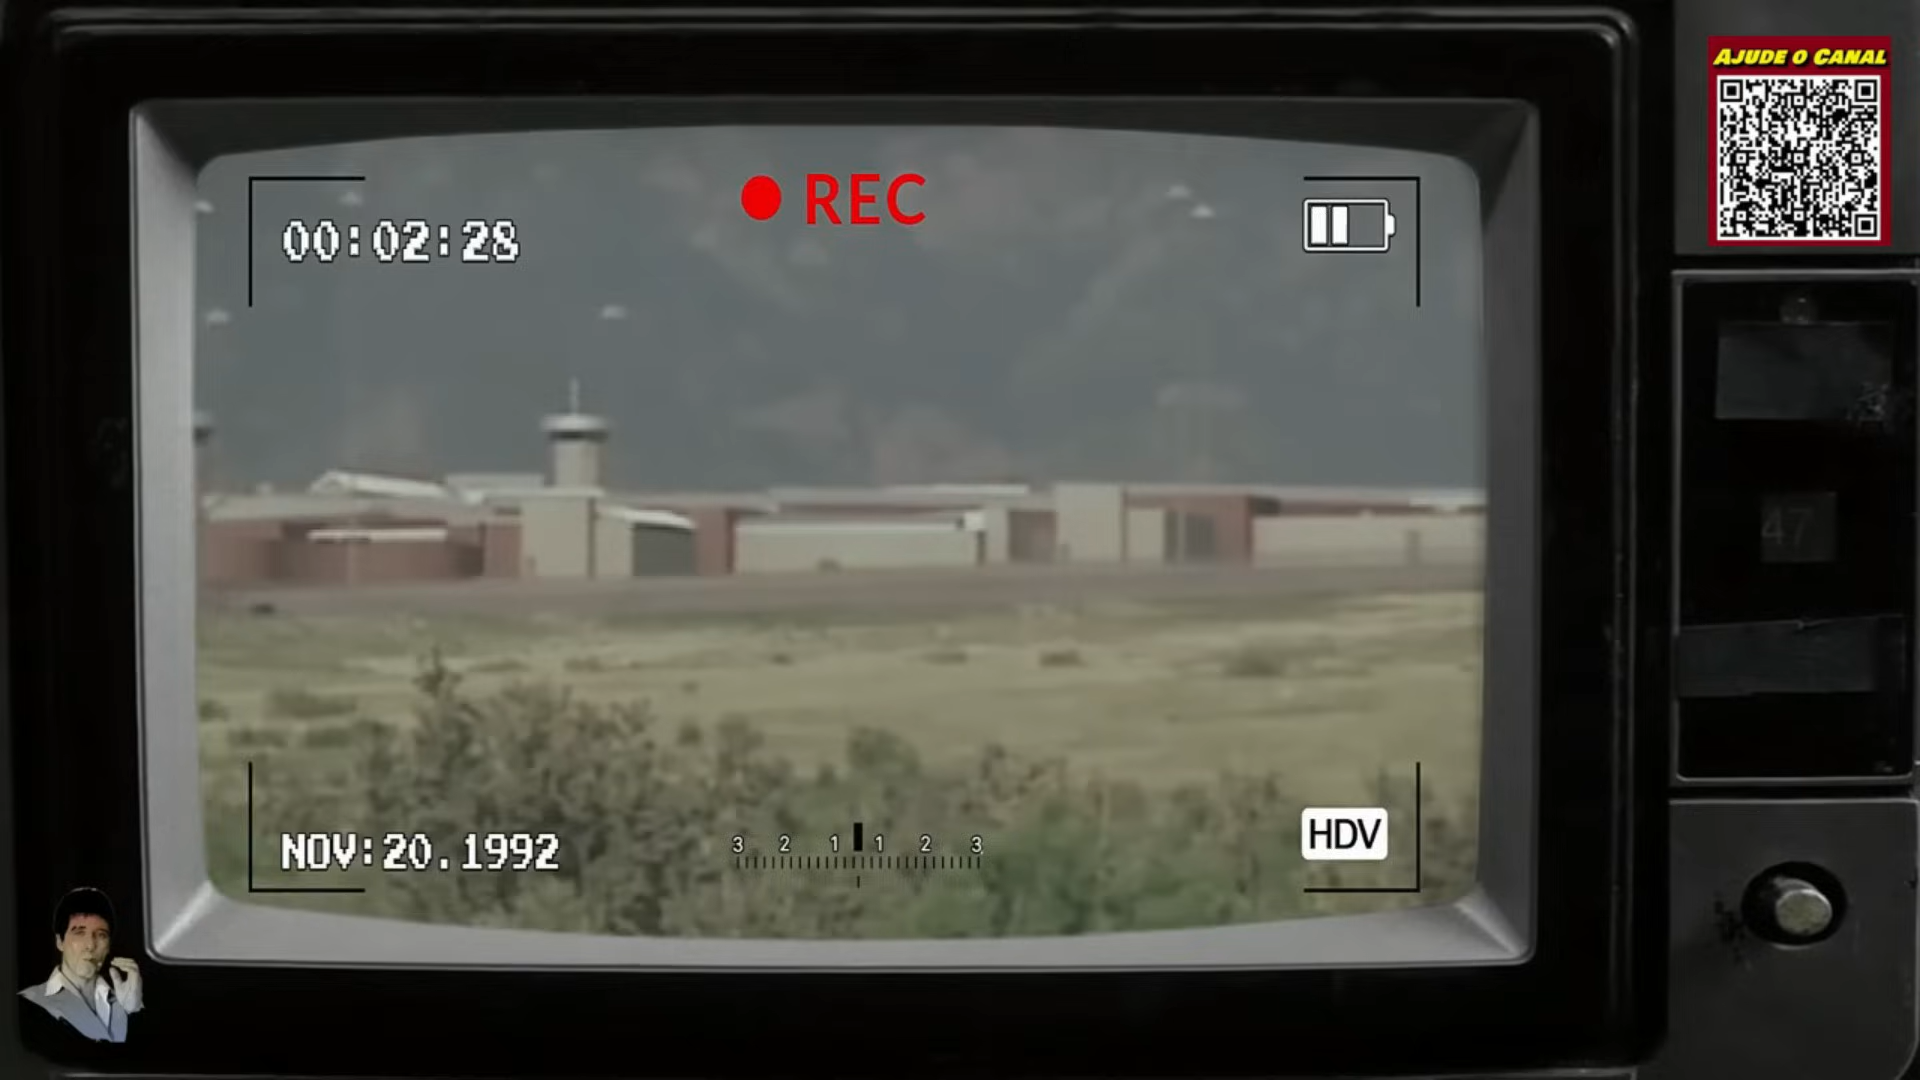 AJUDE O CANAL
REC
00:02:28
47
NOV:20.1992
3 2 1 1 2 3
HDV